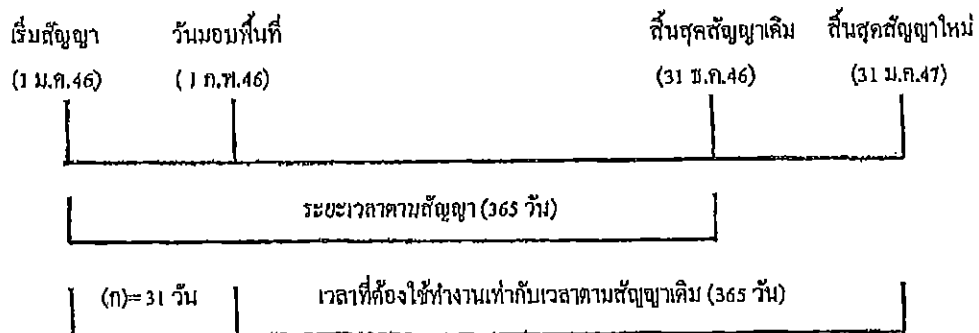 เริ่มสัญญา วันมอบพื้นที่ สิ้นสุดสัญญาเดิม สิ้นสุดสัญญาใหม่
(1 ม.ค.46) (1 ก.พ.46) (31 ธ.ค.46) (31 ม.ค.47)
ระยะเวลาตามสัญญา (365 วัน)
(ก)= 31 วัน เวลาที่ต้องใช้ทำงานเท่ากับเวลาตามสัญญาเดิม (365 วัน)